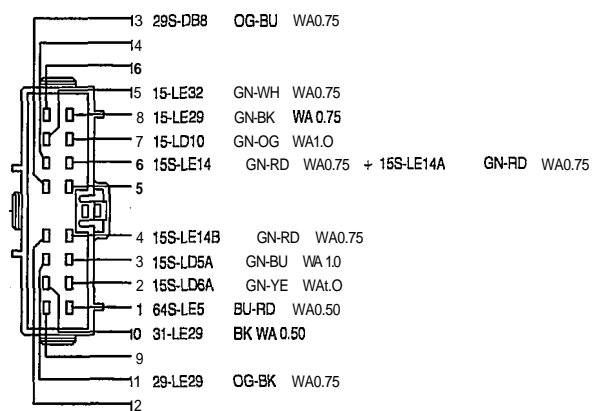 13 29S-DB8 OG-BU WA0.75
14
16
15 15-LE32 GN-WH WA0.75
8 15-LE29 GN-BK WA 0.75
7 15-LD10 GN-OG WA1.O
6 15S-LE14 GN-RD WA0.75 + 15S-LE14A GN-RD WA0.75
5
4 15S-LE14B GN-RD WA0.75
3 15S-LD5A GN-BU WA 1.0
2 15S-LD6A GN-YE WAt.O
1 64S-LE5 BU-RD WA0.50
10 31-LE29 BK WA 0.50
9
11 29-LE29 OG-BK WA0.75
12